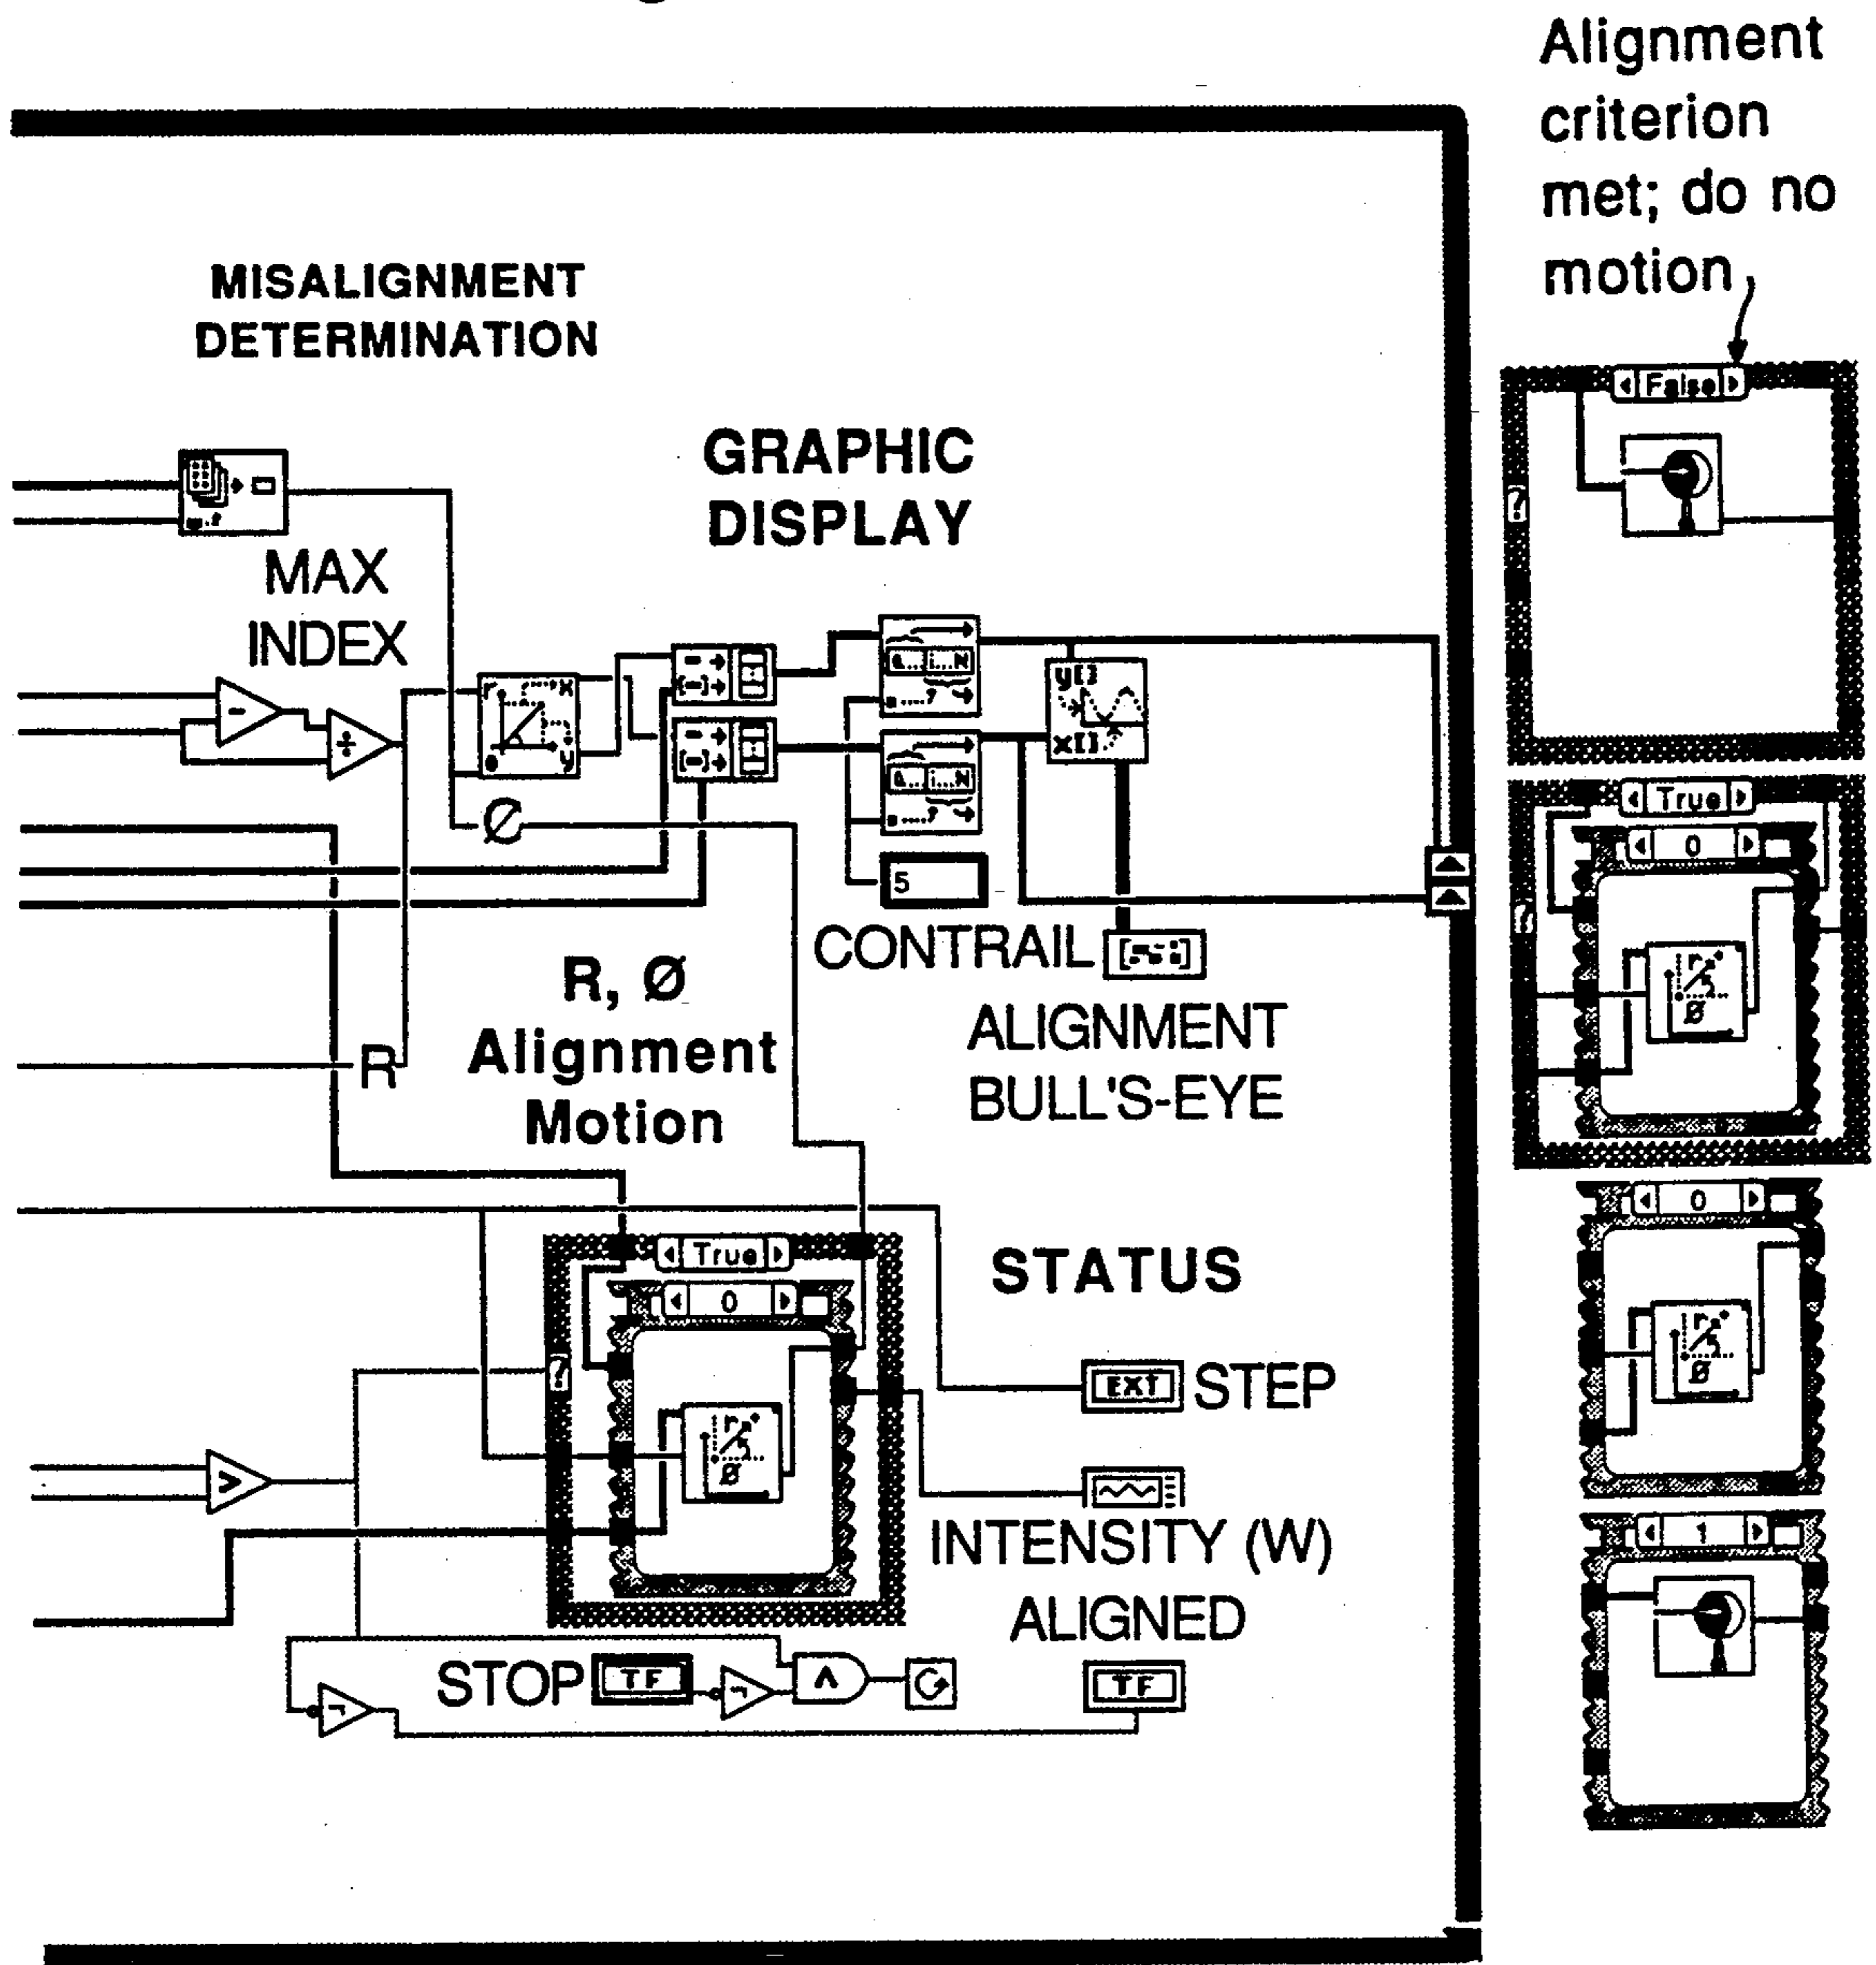 Alignment
criterion
met; do no
motion
MISALIGNMENT
DETERMINATION
False
GRAPHIC
DISPLAY
?
MAX
INDEX
r x
θ y
y[]
x[]
-
÷
True
0
Ø
5
?
CONTRAIL
R, Ø
Alignment
Motion
ALIGNMENT
BULL'S-EYE
R
r
Ø
0
True
0
STATUS
r
Ø
?
EXT STEP
r
Ø
>
1
INTENSITY (W)
ALIGNED
STOP TF
∧
TF